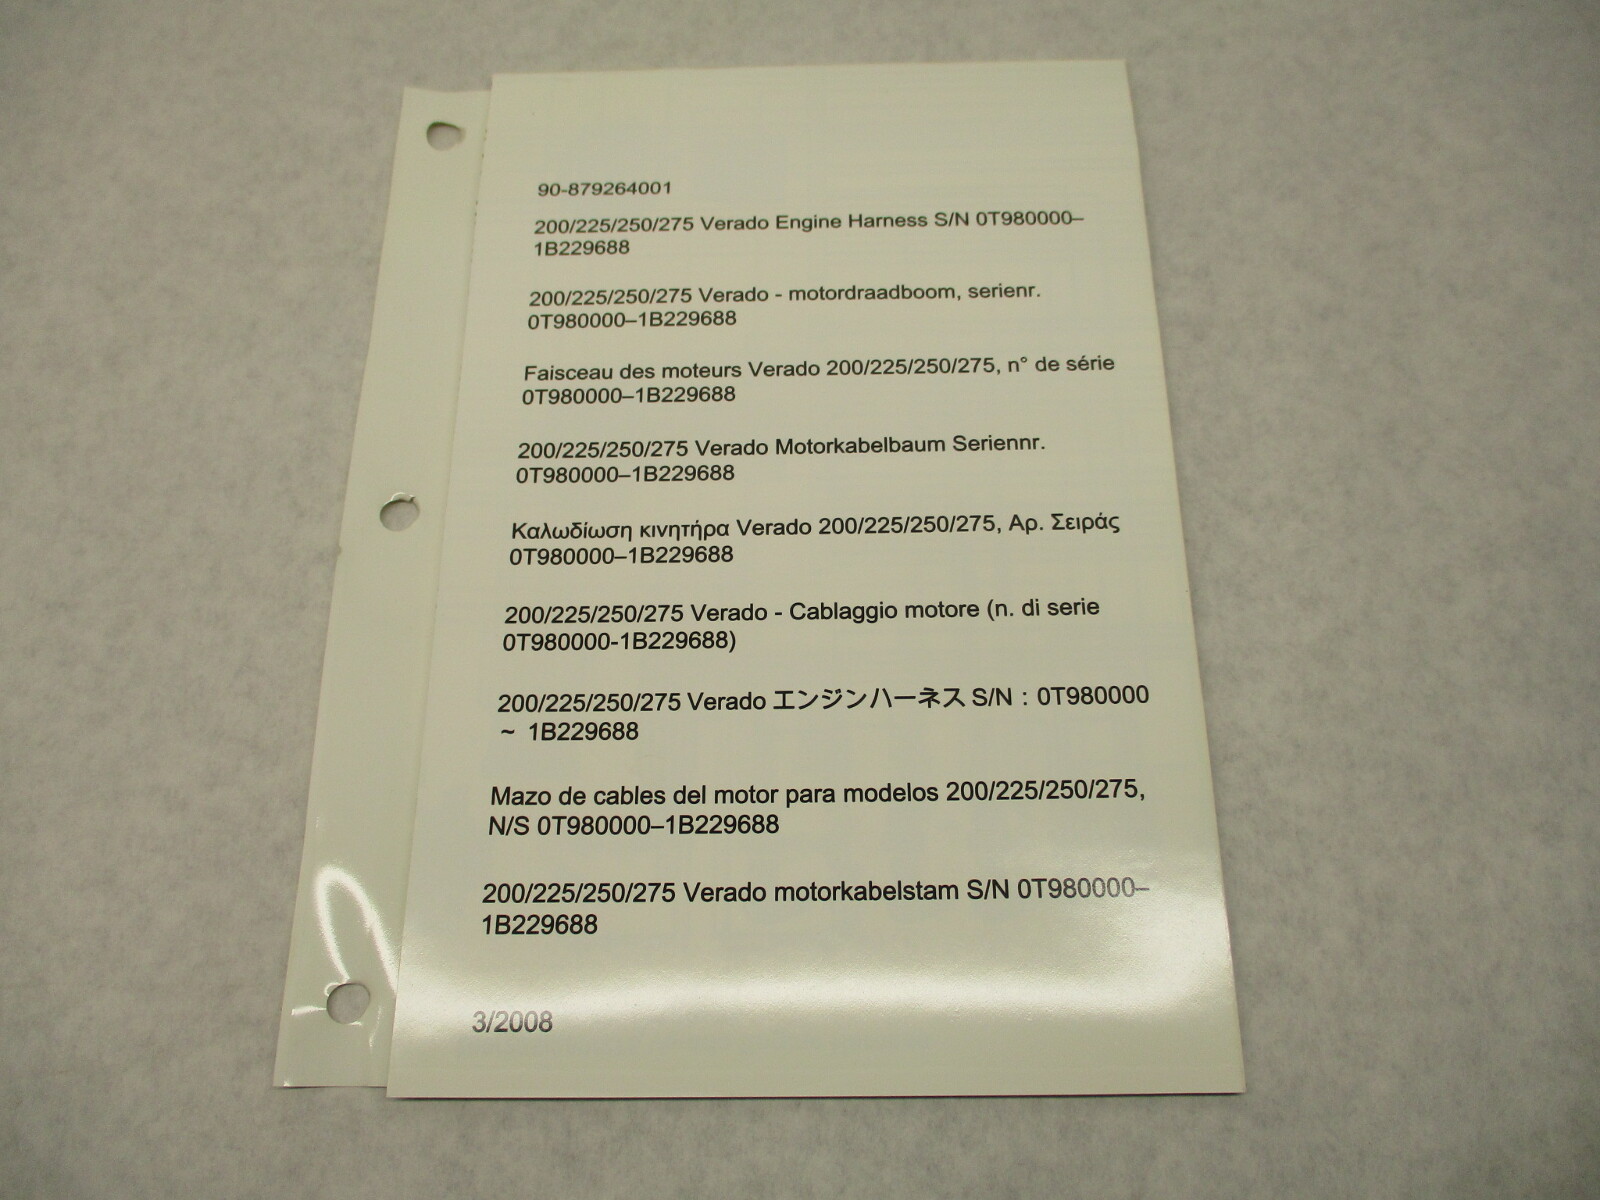 90-879264001
200/225/250/275 Verado Engine Harness S/N 0T980000–
1B229688
200/225/250/275 Verado - motordraadboom, serienr.
0T980000–1B229688
Faisceau des moteurs Verado 200/225/250/275, n° de série
0T980000–1B229688
200/225/250/275 Verado Motorkabelbaum Seriennr.
0T980000–1B229688
Καλωδίωση κινητήρα Verado 200/225/250/275, Αρ. Σειράς
0T980000–1B229688
200/225/250/275 Verado - Cablaggio motore (n. di serie
0T980000-1B229688)
200/225/250/275 Verado エンジンハーネス S/N : 0T980000
~ 1B229688
Mazo de cables del motor para modelos 200/225/250/275,
N/S 0T980000–1B229688
200/225/250/275 Verado motorkabelstam S/N 0T980000–
1B229688
3/2008